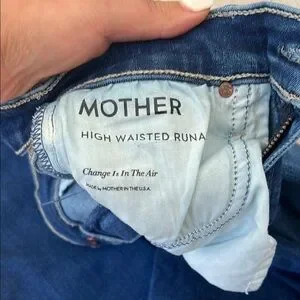 MOTHER
HIGH WAISTED RUNA
Change Is In The Air
MADE by MOTHER IN THE U.S.A.